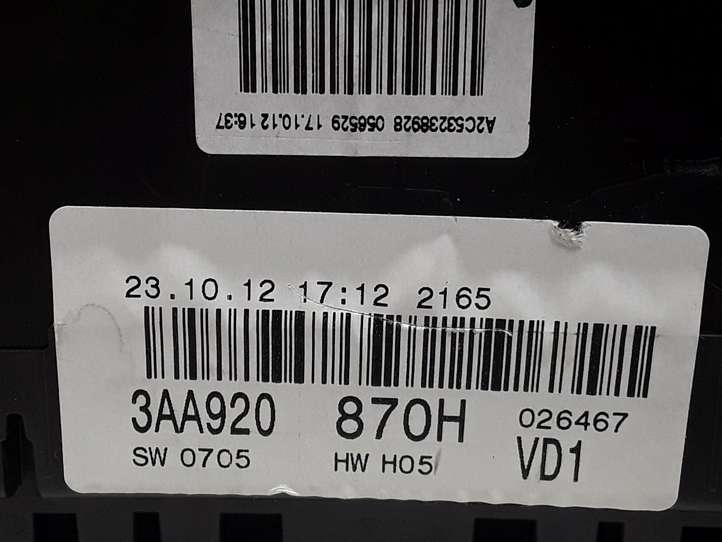 A2C53238928 056529 17.10.12 16:37
23.10.12 17:12 2165
3AA920 870H 026467
SW 0705 HW H05 VD1